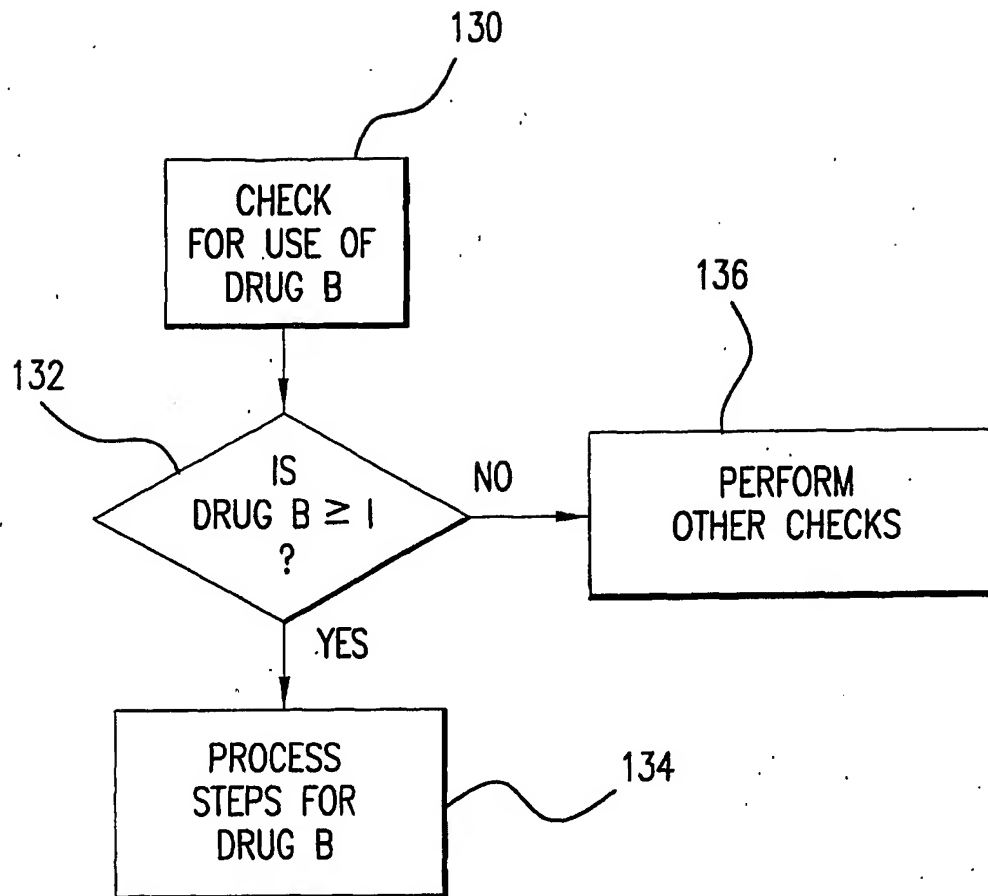 130
CHECK
FOR USE OF
DRUG B
136
132
IS
DRUG B ≥ 1
?
NO
PERFORM
OTHER CHECKS
YES
PROCESS
STEPS FOR
DRUG B
134